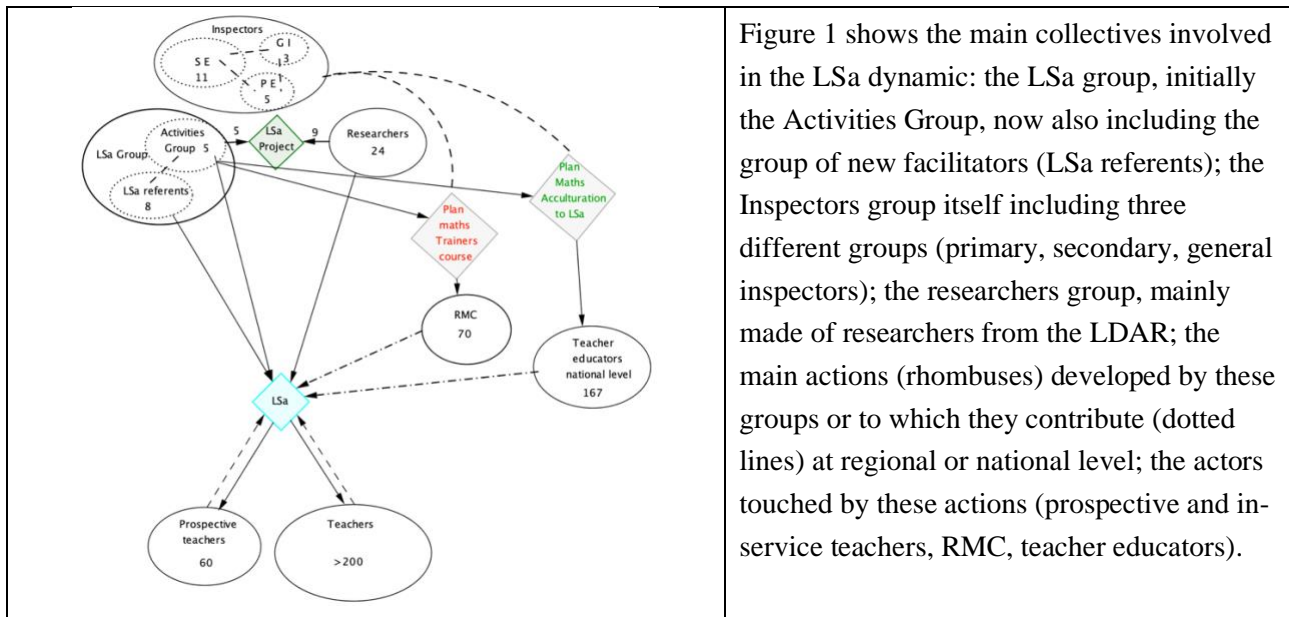 Inspectors
G I
3
S E
11
P E
5
Activities
Group 5
LSa Group
LSa referents
8
5
LSa
Project
9
Researchers
24
Plan
Maths
Acculturation
to LSa
Plan
maths
Trainers
course
RMC
70
Teacher
educators
national level
167
LSa
Prospective
teachers
60
Teachers
>200
Figure 1 shows the main collectives involved
in the LSa dynamic: the LSa group, initially
the Activities Group, now also including the
group of new facilitators (LSa referents); the
Inspectors group itself including three
different groups (primary, secondary, general
inspectors); the researchers group, mainly
made of researchers from the LDAR; the
main actions (rhombuses) developed by these
groups or to which they contribute (dotted
lines) at regional or national level; the actors
touched by these actions (prospective and in-
service teachers, RMC, teacher educators).